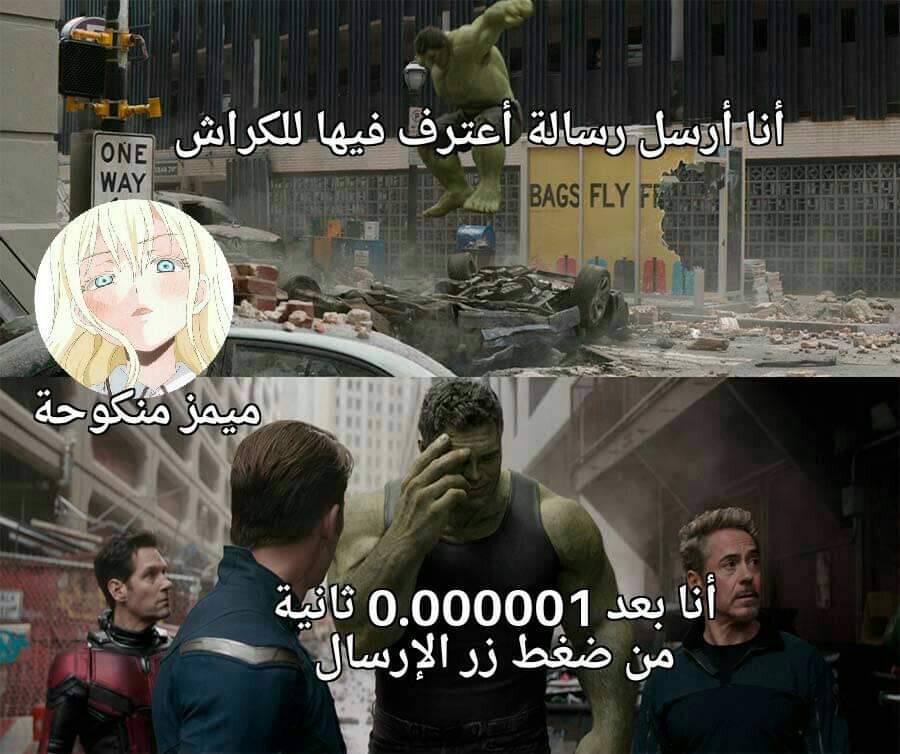 أنا أرسل رسالة أعترف فيها للكراش
ONE
WAY
BAGS FLY
ميمز منكوحة
أنا بعد 0.000001 ثانية
من ضغط زر الإرسال